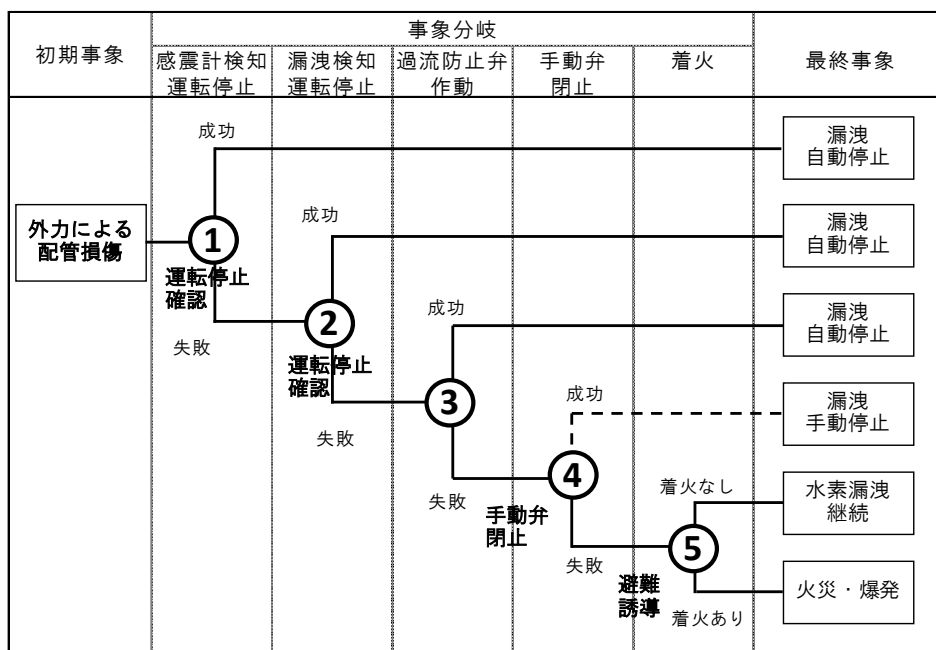 初期事象
事象分岐
最終事象
感震計検知
運転停止
漏洩検知
運転停止
過流防止弁
作動
手動弁
閉止
着火
成功
漏洩
自動停止
外力による
配管損傷
1
運転停止
確認
失敗
成功
漏洩
自動停止
2
運転停止
確認
失敗
成功
漏洩
自動停止
3
失敗
成功
漏洩
手動停止
4
手動弁
閉止
失敗
着火なし
水素漏洩
継続
5
避難
誘導
着火あり
火災・爆発